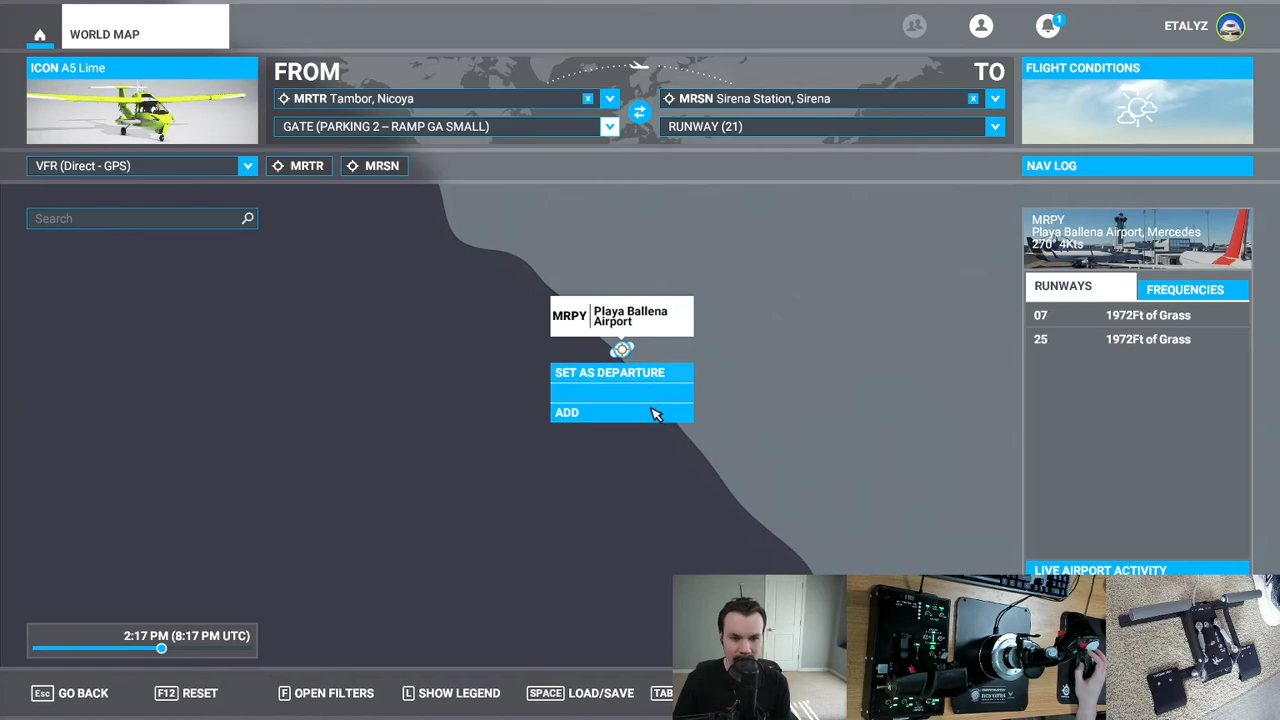 WORLD MAP
1
ETALYZ
ICON A5 Lime
FROM
TO
MRTR Tambor, Nicoya
x
MRSN Sirena Station, Sirena
x
GATE (PARKING 2 – RAMP GA SMALL)
RUNWAY (21)
FLIGHT CONDITIONS
VFR (Direct - GPS)
MRTR
MRSN
NAV LOG
Search
MRPY
Playa Ballena Airport, Mercedes
270° 4Kts
RUNWAYS
FREQUENCIES
07 1972Ft of Grass
25 1972Ft of Grass
LIVE AIRPORT ACTIVITY
MRPY
Playa Ballena
Airport
SET AS DEPARTURE
ADD
2:17 PM (8:17 PM UTC)
Esc GO BACK
F12 RESET
F OPEN FILTERS
L SHOW LEGEND
SPACE LOAD/SAVE